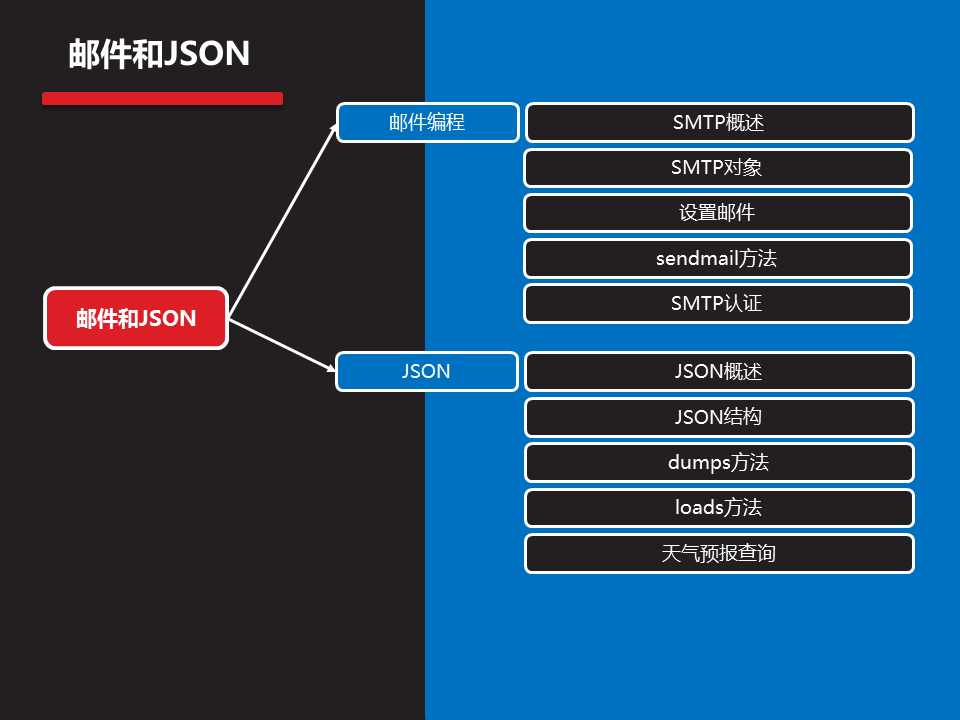 邮件和JSON
邮件编程
SMTP概述
SMTP对象
设置邮件
sendmail方法
SMTP认证
邮件和JSON
JSON
JSON概述
JSON结构
dumps方法
loads方法
天气预报查询